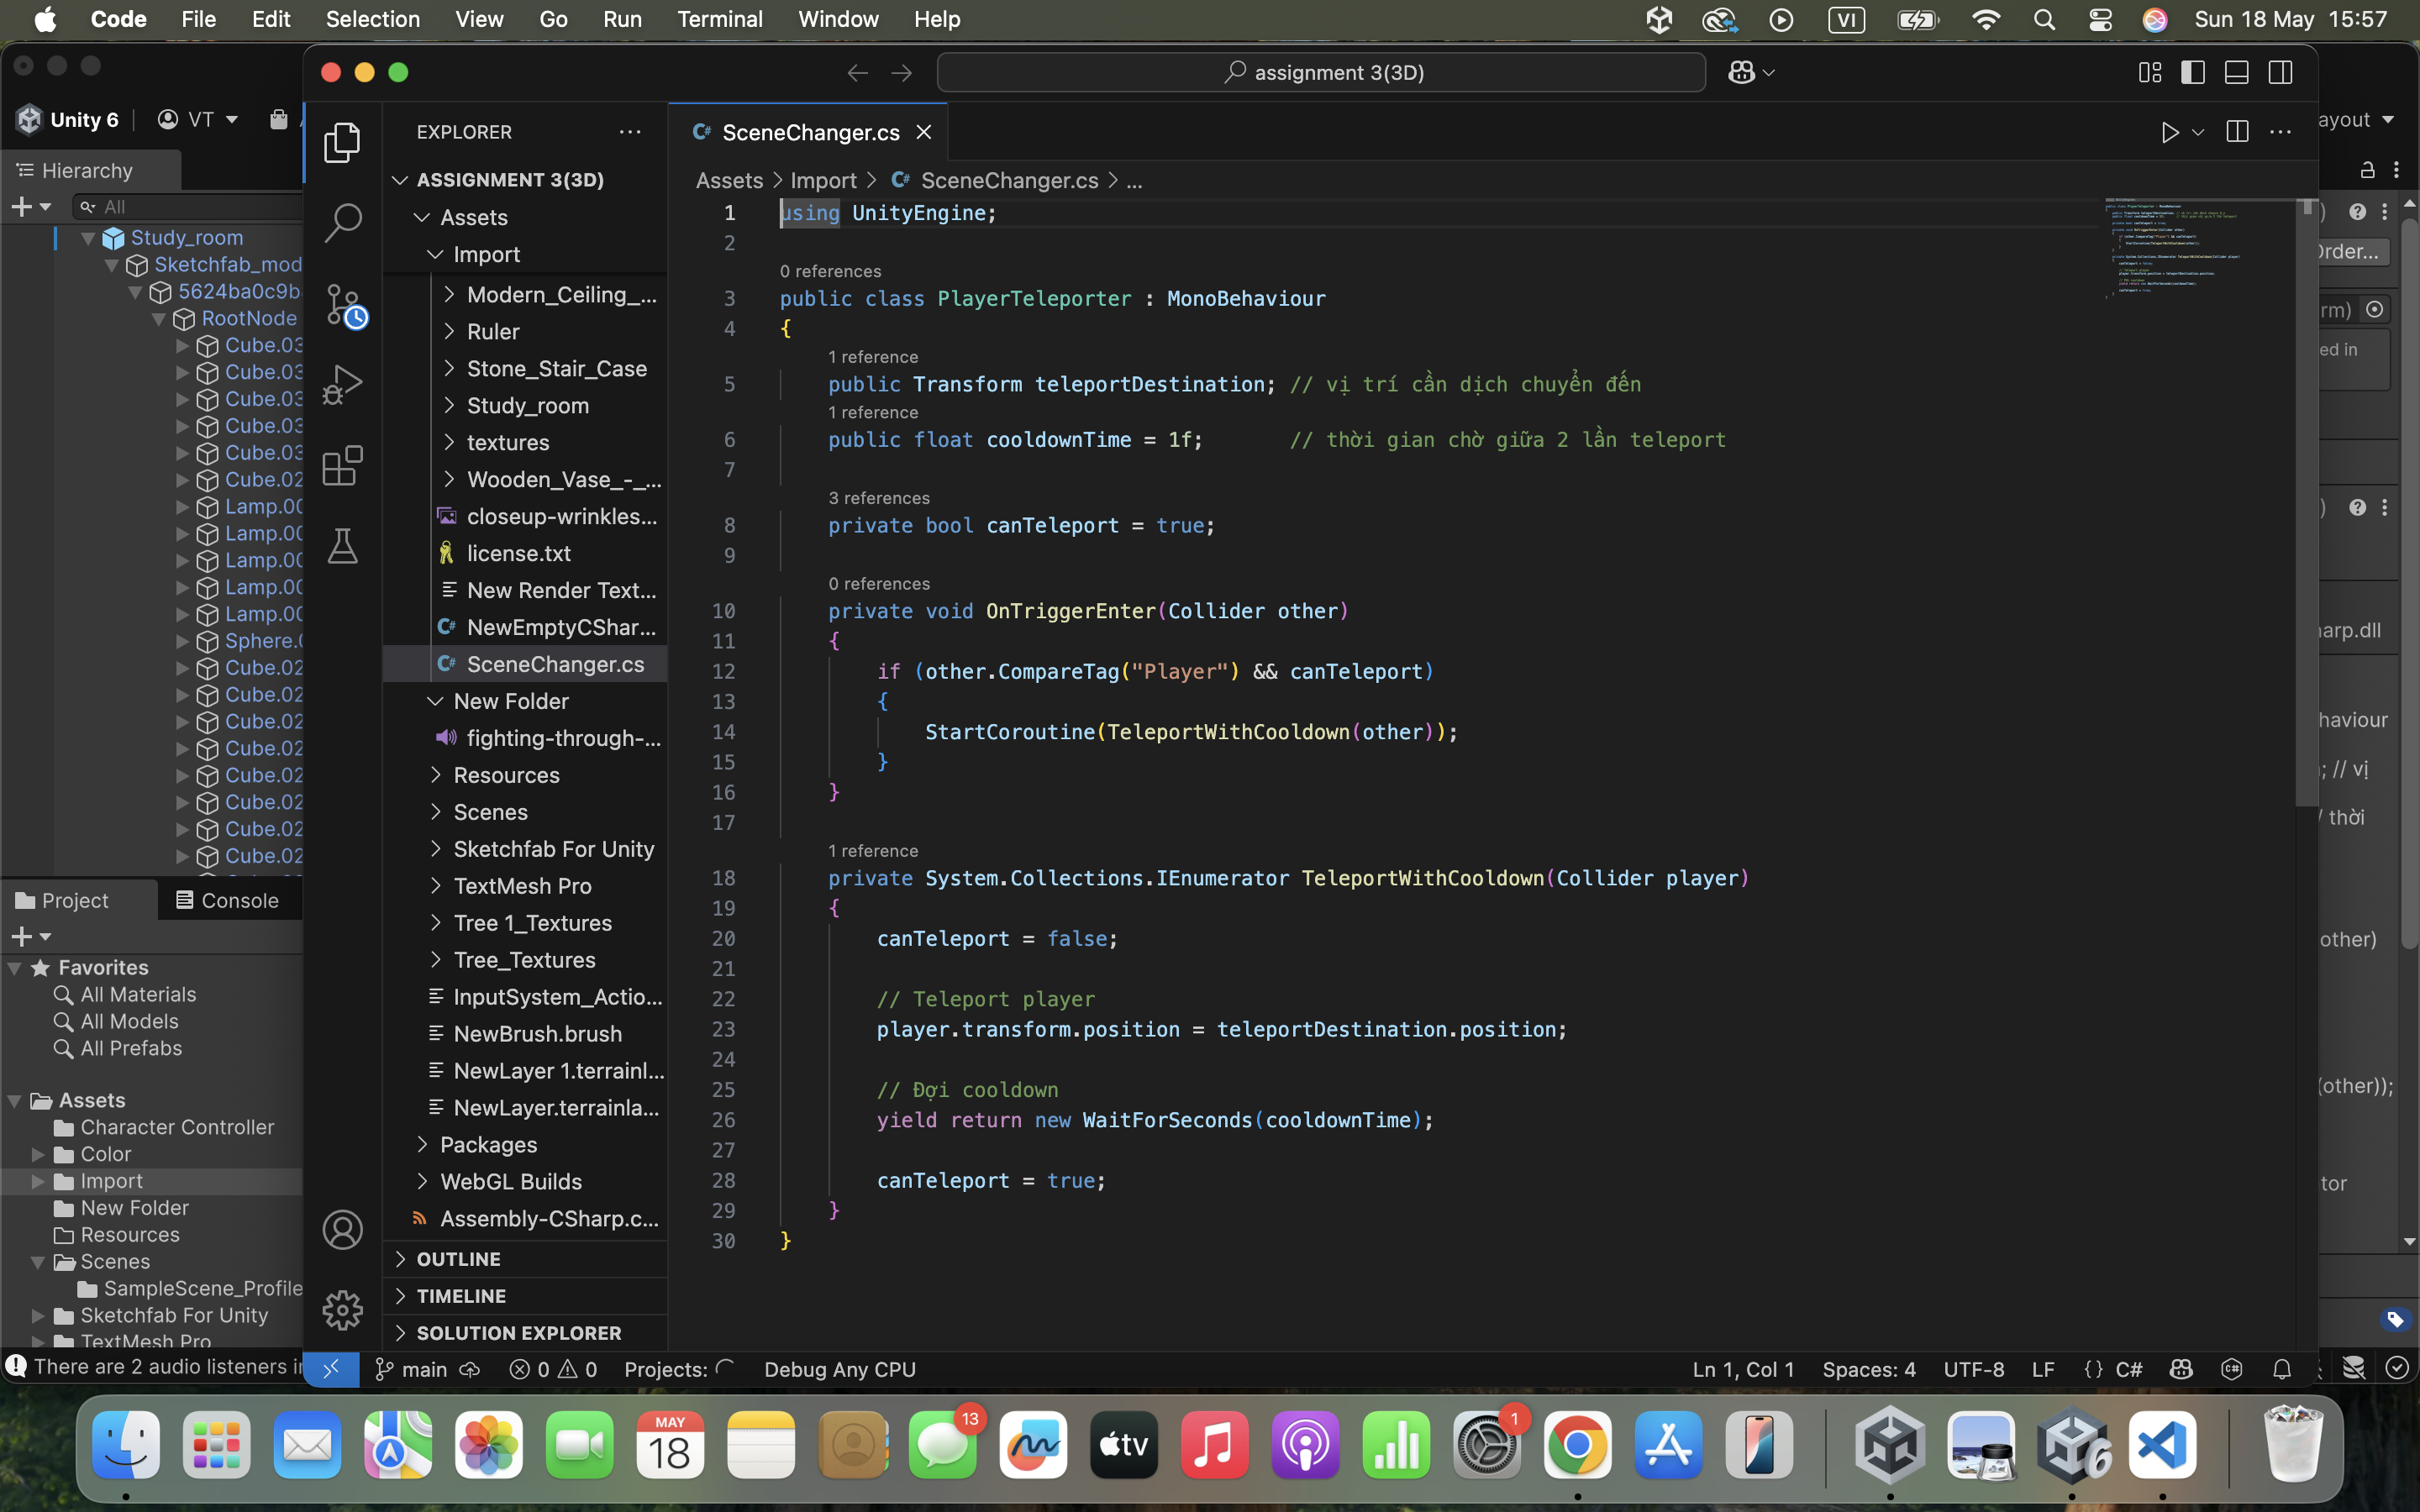 Code File Edit Selection View Go Run Terminal Window Help
VI Sun 18 May 15:57
Unity 6 VT
Hierarchy
All
Study_room
Sketchfab_mod
5624ba0c9b
RootNode
Cube.03
Cube.03
Cube.03
Cube.03
Cube.03
Cube.02
Lamp.00
Lamp.00
Lamp.00
Lamp.00
Lamp.00
Sphere.0
Cube.02
Cube.02
Cube.02
Cube.02
Cube.02
Cube.02
Cube.02
Cube.02
Project Console
Favorites
All Materials
All Models
All Prefabs
Assets
Character Controller
Color
Import
New Folder
Resources
Scenes
SampleScene_Profile
Sketchfab For Unity
TextMesh Pro
There are 2 audio listeners in
assignment 3(3D)
EXPLORER
ASSIGNMENT 3(3D)
Assets
Import
Modern_Ceiling_...
Ruler
Stone_Stair_Case
Study_room
textures
Wooden_Vase_-_...
closeup-wrinkles...
license.txt
New Render Text...
C# NewEmptyCShar...
C# SceneChanger.cs
New Folder
fighting-through-...
Resources
Scenes
Sketchfab For Unity
TextMesh Pro
Tree 1_Textures
Tree_Textures
InputSystem_Actio...
NewBrush.brush
NewLayer 1.terrainl...
NewLayer.terrainla...
Packages
WebGL Builds
Assembly-CSharp.c...
OUTLINE
TIMELINE
SOLUTION EXPLORER
C# SceneChanger.cs
Assets > Import > C# SceneChanger.cs > ...
1 using UnityEngine;
2
0 references
3 public class PlayerTeleporter : MonoBehaviour
4 {
1 reference
5 public Transform teleportDestination; // vị trí cần dịch chuyển đến
1 reference
6 public float cooldownTime = 1f; // thời gian chờ giữa 2 lần teleport
7
3 references
8 private bool canTeleport = true;
9
0 references
10 private void OnTriggerEnter(Collider other)
11 {
12 if (other.CompareTag("Player") && canTeleport)
13 {
14 StartCoroutine(TeleportWithCooldown(other));
15 }
16 }
17
1 reference
18 private System.Collections.IEnumerator TeleportWithCooldown(Collider player)
19 {
20 canTeleport = false;
21
22 // Teleport player
23 player.transform.position = teleportDestination.position;
24
25 // Đợi cooldown
26 yield return new WaitForSeconds(cooldownTime);
27
28 canTeleport = true;
29 }
30 }
main 0 0 Projects: Debug Any CPU
Ln 1, Col 1 Spaces: 4 UTF-8 LF {} C#
ayout
Order...
rm)
ed in
arp.dll
haviour
; // vị
/ thời
other)
(other));
tor
MAY
18
13
tv
1
6